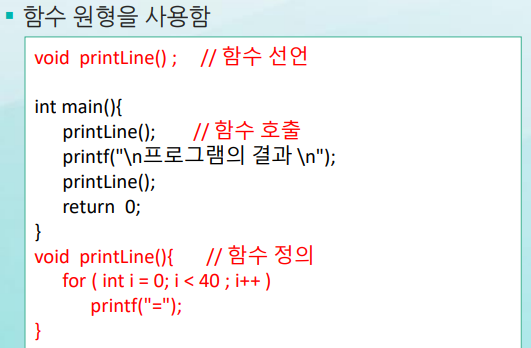 ▪ 함수 원형을 사용함
void printLine() ; // 함수 선언
int main(){
printLine(); // 함수 호출
printf("\n프로그램의 결과 \n");
printLine();
return 0;
}
void printLine(){ // 함수 정의
for ( int i = 0; i < 40 ; i++ )
printf("=");
}